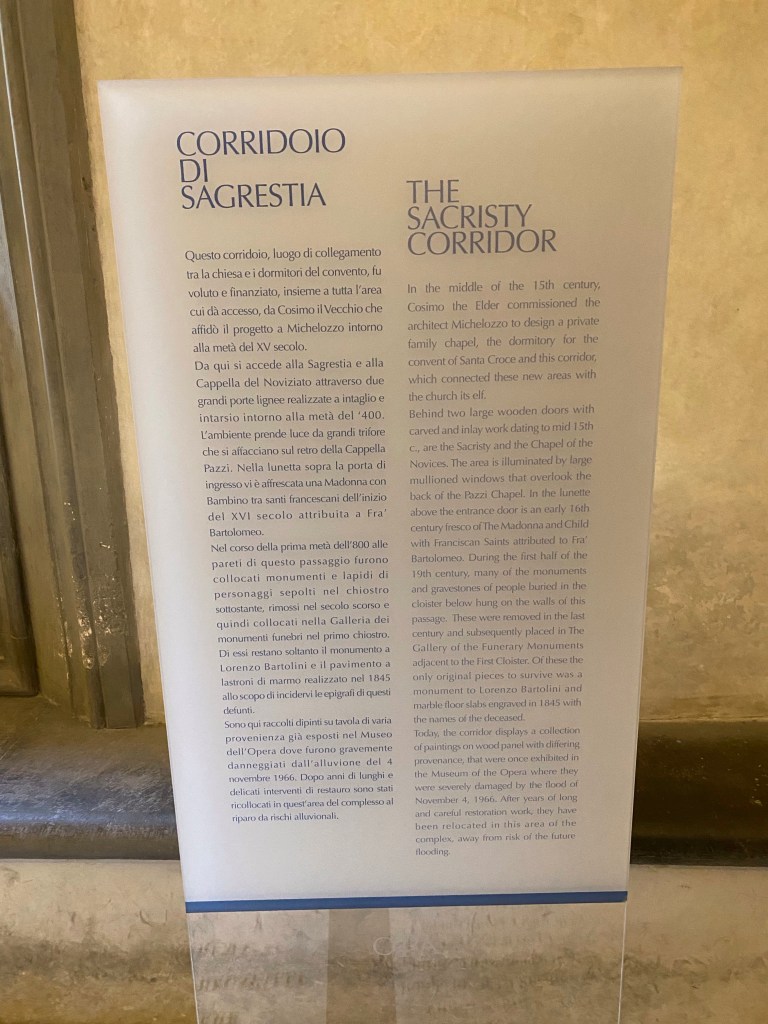 CORRIDOIO
DI
SAGRESTIA
Questo corridoio, luogo di collegamento
tra la chiesa e i dormitori del convento, fu
voluto e finanziato, insieme a tutta l'area
cui dà accesso, da Cosimo il Vecchio che
affidò il progetto a Michelozzo intorno
alla metà del XV secolo.
Da qui si accede alla Sagrestia e alla
Cappella del Noviziato attraverso due
grandi porte lignee realizzate a intaglio e
intarsio intorno alla metà del '400.
L'ambiente prende luce da grandi trifore
che si affacciano sul retro della Cappella
Pazzi. Nella lunetta sopra la porta di
ingresso vi è affrescata una Madonna con
Bambino tra santi francescani dell'inizio
del XVI secolo attribuita a Fra'
Bartolomeo.
Nel corso della prima metà dell'800 alle
pareti di questo passaggio furono
collocati monumenti e lapidi di
personaggi sepolti nel chiostro
sottostante, rimossi nel secolo scorso e
quindi collocati nella Galleria dei
monumenti funebri nel primo chiostro.
Di essi restano soltanto il monumento a
Lorenzo Bartolini e il pavimento a
lastroni di marmo realizzato nel 1845
allo scopo di incidervi le epigrafi di questi
defunti.
Sono qui raccolti dipinti su tavola di varia
provenienza già esposti nel Museo
dell'Opera dove furono gravemente
danneggiati dall'alluvione del 4
novembre 1966. Dopo anni di lunghi e
delicati interventi di restauro sono stati
ricollocati in quest'area del complesso al
riparo da rischi alluvionali.
THE
SACRISTY
CORRIDOR
In the middle of the 15th century,
Cosimo the Elder commissioned the
architect Michelozzo to design a private
family chapel, the dormitory for the
convent of Santa Croce and this corridor,
which connected these new areas with
the church its elf.
Behind two large wooden doors with
carved and inlay work dating to mid 15th
c., are the Sacristy and the Chapel of the
Novices. The area is illuminated by large
mullioned windows that overlook the
back of the Pazzi Chapel. In the lunette
above the entrance door is an early 16th
century fresco of The Madonna and Child
with Franciscan Saints attributed to Fra'
Bartolomeo. During the first half of the
19th century, many of the monuments
and gravestones of people buried in the
cloister below hung on the walls of this
passage. These were removed in the last
century and subsequently placed in The
Gallery of the Funerary Monuments
adjacent to the First Cloister. Of these the
only original pieces to survive was a
monument to Lorenzo Bartolini and
marble floor slabs engraved in 1845 with
the names of the deceased.
Today, the corridor displays a collection
of paintings on wood panel with differing
provenance, that were once exhibited in
the Museum of the Opera where they
were severely damaged by the flood of
November 4, 1966. After years of long
and careful restoration work, they have
been relocated in this area of the
complex, away from risk of the future
flooding.